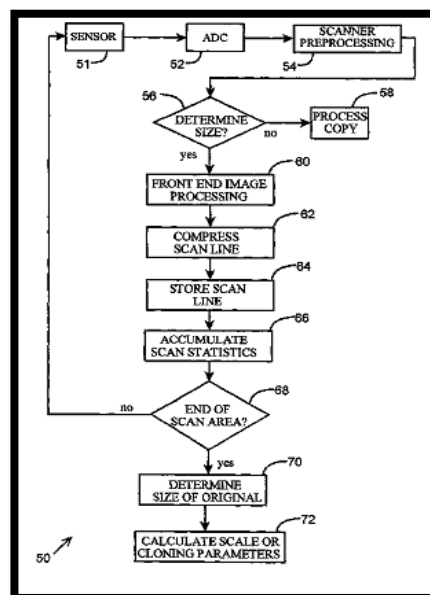 SENSOR
51
ADC
52
SCANNER
PREPROCESSING
54
56
DETERMINE
SIZE?
no
yes
58
PROCESS
COPY
60
FRONT END IMAGE
PROCESSING
62
COMPRESS
SCAN LINE
64
STORE SCAN
LINE
66
ACCUMULATE
SCAN STATISTICS
68
no
END OF
SCAN AREA?
yes
70
DETERMINE
SIZE OF ORIGINAL
72
CALCULATE SCALE OR
CLONING PARAMETERS
50